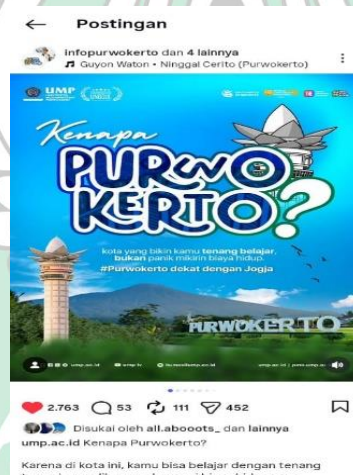 Postingan
infopurwokerto dan 4 lainnya
Guyon Waton • Ninggal Cerito (Purwokerto)
UMP
Kenapa
PURWO
KERTO?
kota yang bikin kamu tenang belajar,
bukan panik mikirin biaya hidup.
#Purwokerto dekat dengan Jogja
PURWOKERTO
ump.ac.id
2.763 53 111 452
Disukai oleh all.abooots_ dan lainnya
ump.ac.id Kenapa Purwokerto?
Karena di kota ini, kamu bisa belajar dengan tenang